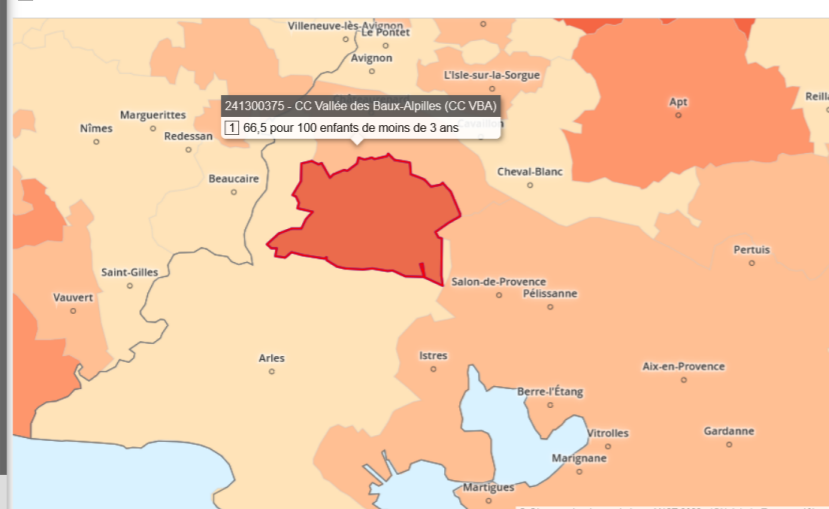 Villeneuve-lès-Avignon
Le Pontet
Avignon
L'Isle-sur-la-Sorgue
Apt
241300375 - CC Vallée des Baux-Alpilles (CC VBA)
1 66,5 pour 100 enfants de moins de 3 ans
Marguerittes
Nîmes
Redessan
Cavaillon
Beaucaire
Cheval-Blanc
Pertuis
Saint-Gilles
Vauvert
Salon-de-Provence
Pélissanne
Arles
Istres
Aix-en-Provence
Berre-l'Étang
Vitrolles
Gardanne
Marignane
Martigues